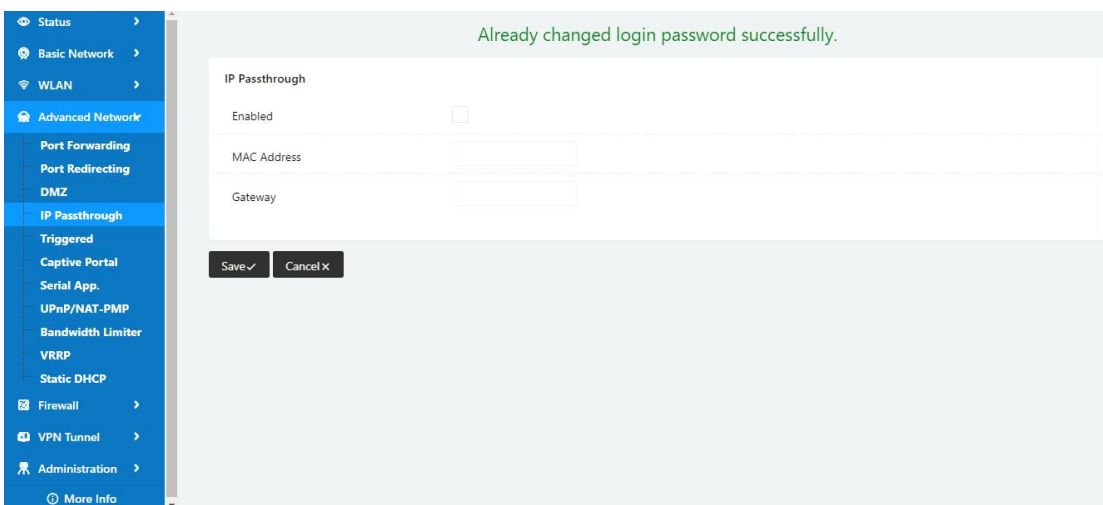 Status
Basic Network
WLAN
Advanced Network
Port Forwarding
Port Redirecting
DMZ
IP Passthrough
Triggered
Captive Portal
Serial App.
UPnP/NAT-PMP
Bandwidth Limiter
VRRP
Static DHCP
Firewall
VPN Tunnel
Administration
More Info
Already changed login password successfully.
IP Passthrough
Enabled
MAC Address
Gateway
Save Cancel